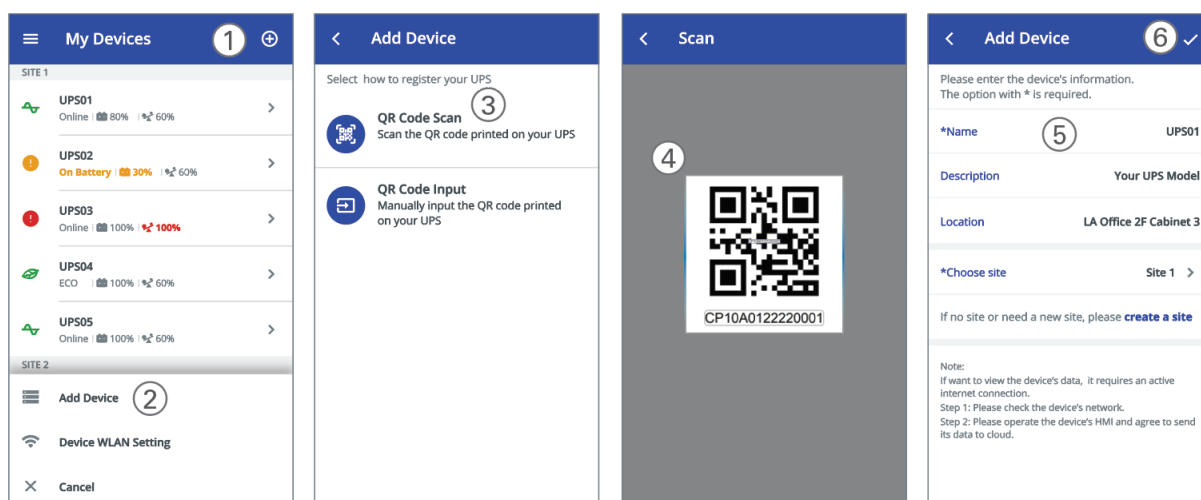 My Devices
1
SITE 1
UPS01
Online 80% 60%
UPS02
On Battery 30% 60%
UPS03
Online 100% 100%
UPS04
ECO 100% 60%
UPS05
Online 100% 60%
SITE 2
Add Device
2
Device WLAN Setting
Cancel
Add Device
Select how to register your UPS
3
QR Code Scan
Scan the QR code printed on your UPS
QR Code Input
Manually input the QR code printed
on your UPS
Scan
4
CP10A0122220001
Add Device
6
Please enter the device's information.
The option with * is required.
*Name UPS01
5
Description Your UPS Model
Location LA Office 2F Cabinet 3
*Choose site Site 1
If no site or need a new site, please create a site
Note:
If want to view the device's data, it requires an active
internet connection.
Step 1: Please check the device's network.
Step 2: Please operate the device's HMI and agree to send
its data to cloud.